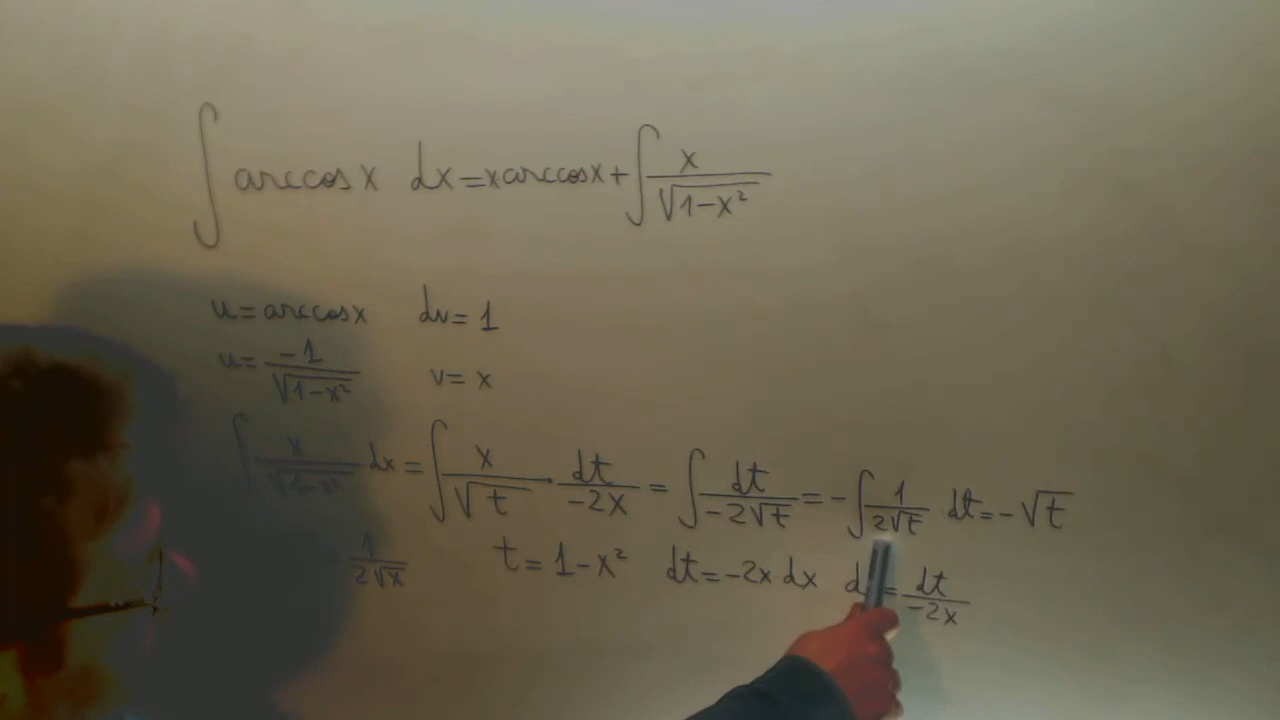 ∫ arccos x dx = x arccos x + ∫ x/√(1-x²)
u = arccos x dv = 1
u = -1/√(1-x²) v = x
∫ x/√(1-x²) dx = ∫ x/√t · dt/-2x = ∫ dt/-2√t = -∫ 1/2√t dt = -√t
1/2√x t = 1-x² dt = -2x dx d = dt/-2x